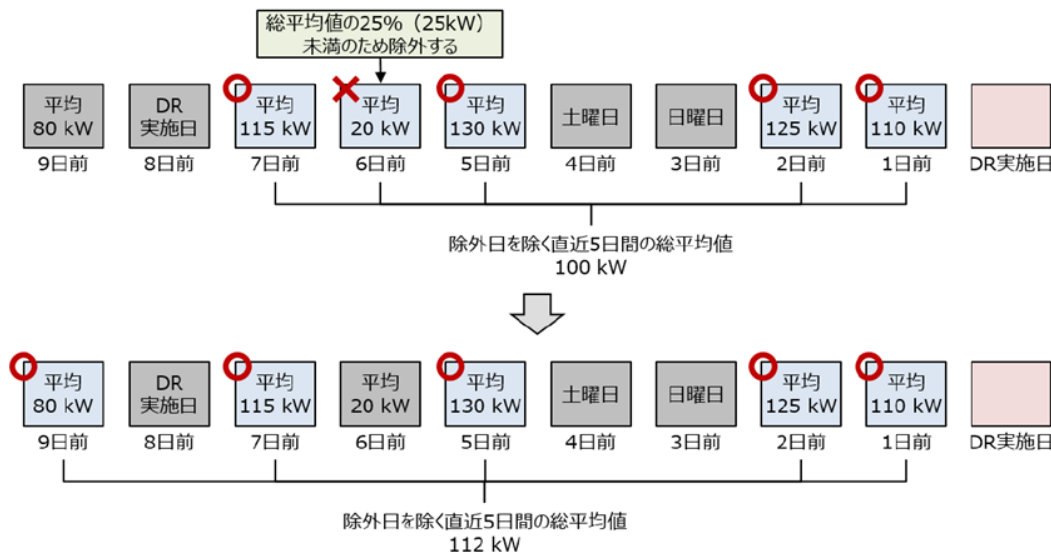 総平均値の25%（25kW）
未満のため除外する
平均
80 kW
DR
実施日
平均
115 kW
平均
20 kW
平均
130 kW
土曜日
日曜日
平均
125 kW
平均
110 kW
9日前
8日前
7日前
6日前
5日前
4日前
3日前
2日前
1日前
DR実施日
除外日を除く直近5日間の総平均値
100 kW
平均
80 kW
DR
実施日
平均
115 kW
平均
20 kW
平均
130 kW
土曜日
日曜日
平均
125 kW
平均
110 kW
9日前
8日前
7日前
6日前
5日前
4日前
3日前
2日前
1日前
DR実施日
除外日を除く直近5日間の総平均値
112 kW